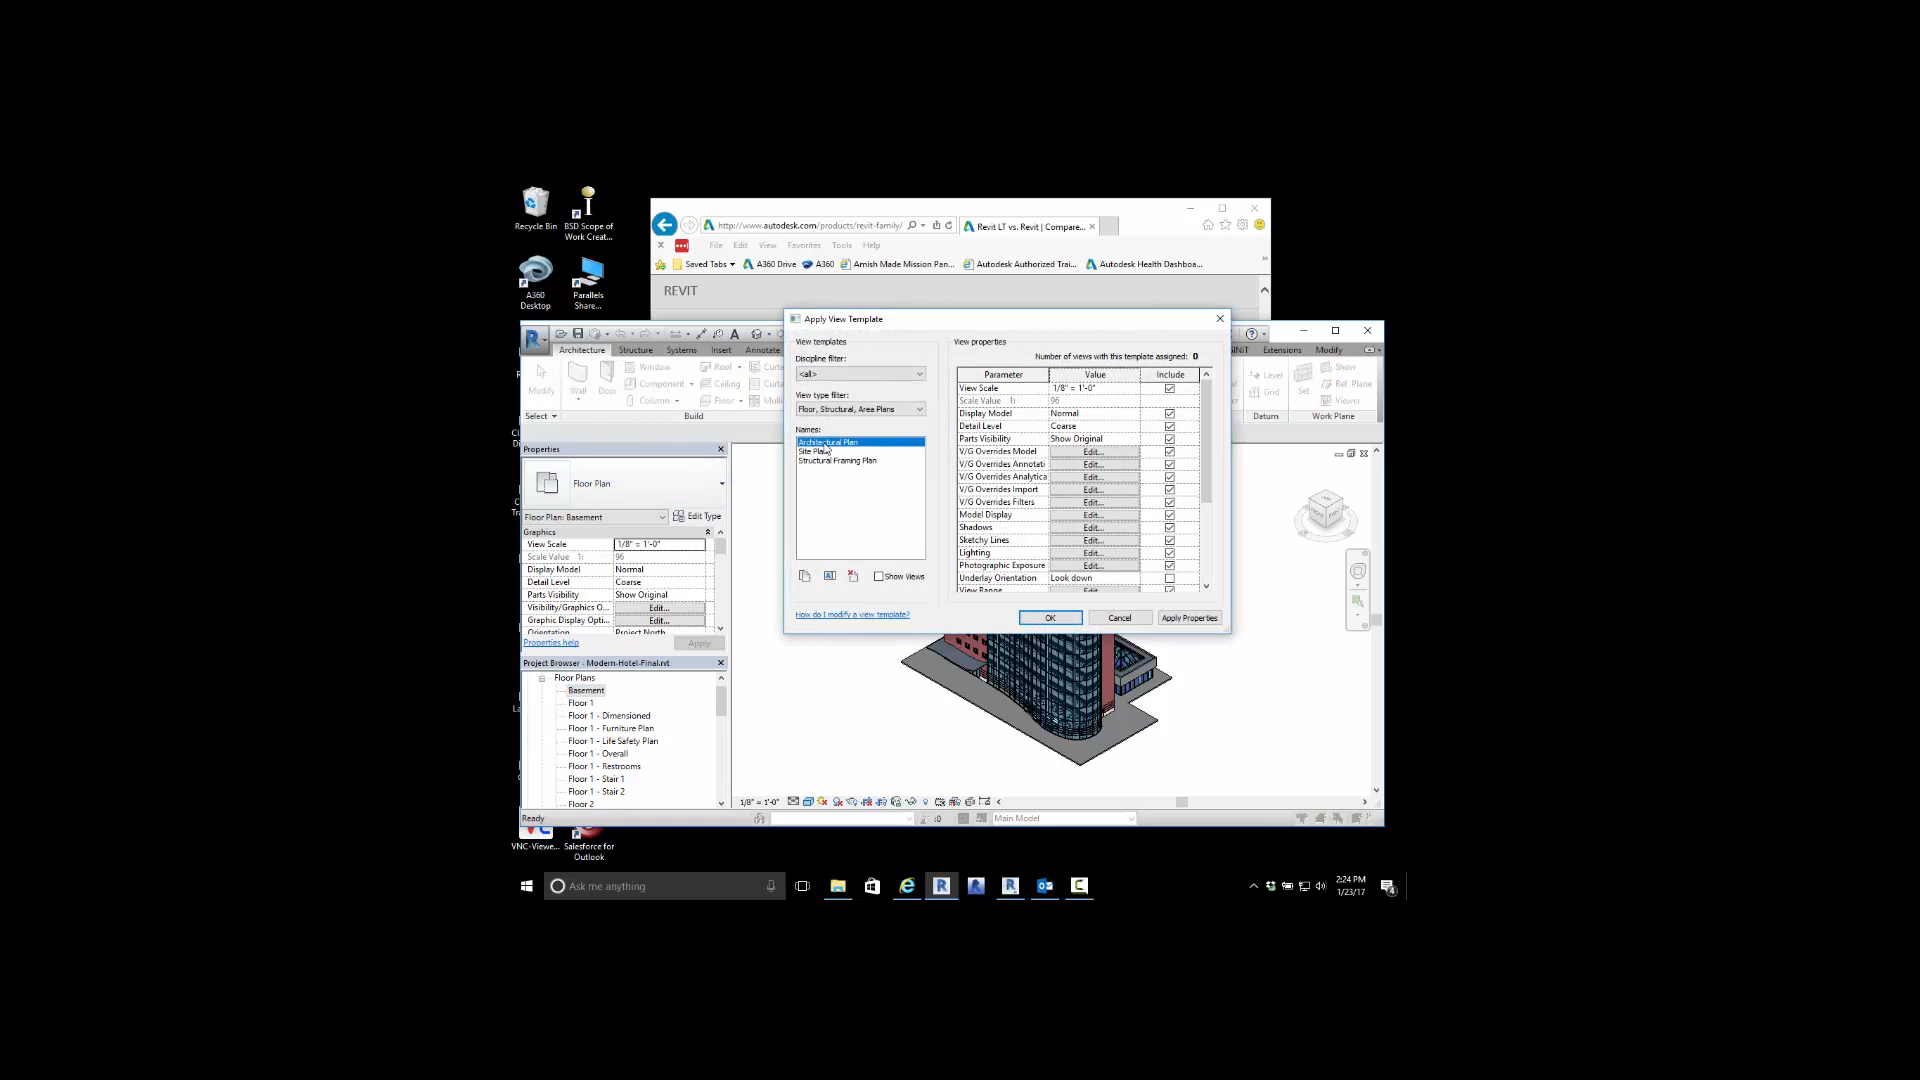 Recycle Bin
BSD Scope of
Work Creat...
A360
Desktop
Parallels
Share...
http://www.autodesk.com/products/revit-family/
Revit LT vs. Revit | Compare...
File Edit View Favorites Tools Help
Saved Tabs A360 Drive A360 Amish Made Mission Pan... Autodesk Authorized Trai... Autodesk Health Dashboa...
REVIT
Architecture Structure Systems Insert Annotate
Extensions Modify
Modify
Wall
Door
Window
Component
Column
Roof
Ceiling
Floor
Select
Build
Level
Grid
Datum
Set
Show
Ref. Plane
Viewer
Work Plane
Apply View Template
View templates
Discipline filter:
<all>
View type filter:
Floor, Structural, Area Plans
Names:
Architectural Plan
Site Plan
Structural Framing Plan
Show Views
How do I modify a view template?
View properties
Number of views with this template assigned: 0
Parameter Value Include
View Scale 1/8" = 1'-0"
Scale Value 1: 96
Display Model Normal
Detail Level Coarse
Parts Visibility Show Original
V/G Overrides Model Edit...
V/G Overrides Annotati Edit...
V/G Overrides Analytica Edit...
V/G Overrides Import Edit...
V/G Overrides Filters Edit...
Model Display Edit...
Shadows Edit...
Sketchy Lines Edit...
Lighting Edit...
Photographic Exposure Edit...
Underlay Orientation Look down
View Range Edit...
OK Cancel Apply Properties
Properties
Floor Plan
Floor Plan: Basement Edit Type
Graphics
View Scale 1/8" = 1'-0"
Scale Value 1: 96
Display Model Normal
Detail Level Coarse
Parts Visibility Show Original
Visibility/Graphics O... Edit...
Graphic Display Opti... Edit...
Orientation Project North
Properties help Apply
Project Browser - Modern-Hotel-Final.rvt
Floor Plans
Basement
Floor 1
Floor 1 - Dimensioned
Floor 1 - Furniture Plan
Floor 1 - Life Safety Plan
Floor 1 - Overall
Floor 1 - Restrooms
Floor 1 - Stair 1
Floor 1 - Stair 2
Floor 2
1/8" = 1'-0"
Ready :0 Main Model
VNC-Viewe...
Salesforce for
Outlook
Ask me anything
2:24 PM
1/23/17
4